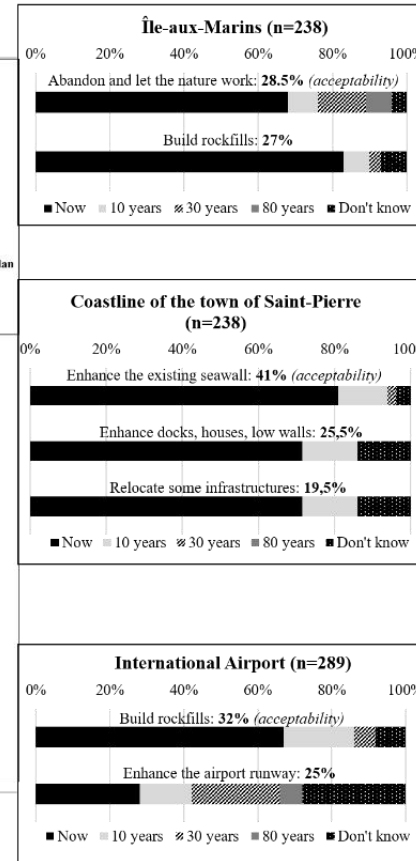 Île-aux-Marins (n=238)
0% 20% 40% 60% 80% 100%
Abandon and let the nature work: 28.5% (acceptability)
Build rockfills: 27%
Now 10 years 30 years 80 years Don't know
lan
Coastline of the town of Saint-Pierre
(n=238)
0% 20% 40% 60% 80% 100%
Enhance the existing seawall: 41% (acceptability)
Enhance docks, houses, low walls: 25,5%
Relocate some infrastructures: 19,5%
Now 10 years 30 years 80 years Don't know
International Airport (n=289)
0% 20% 40% 60% 80% 100%
Build rockfills: 32% (acceptability)
Enhance the airport runway: 25%
Now 10 years 30 years 80 years Don't know